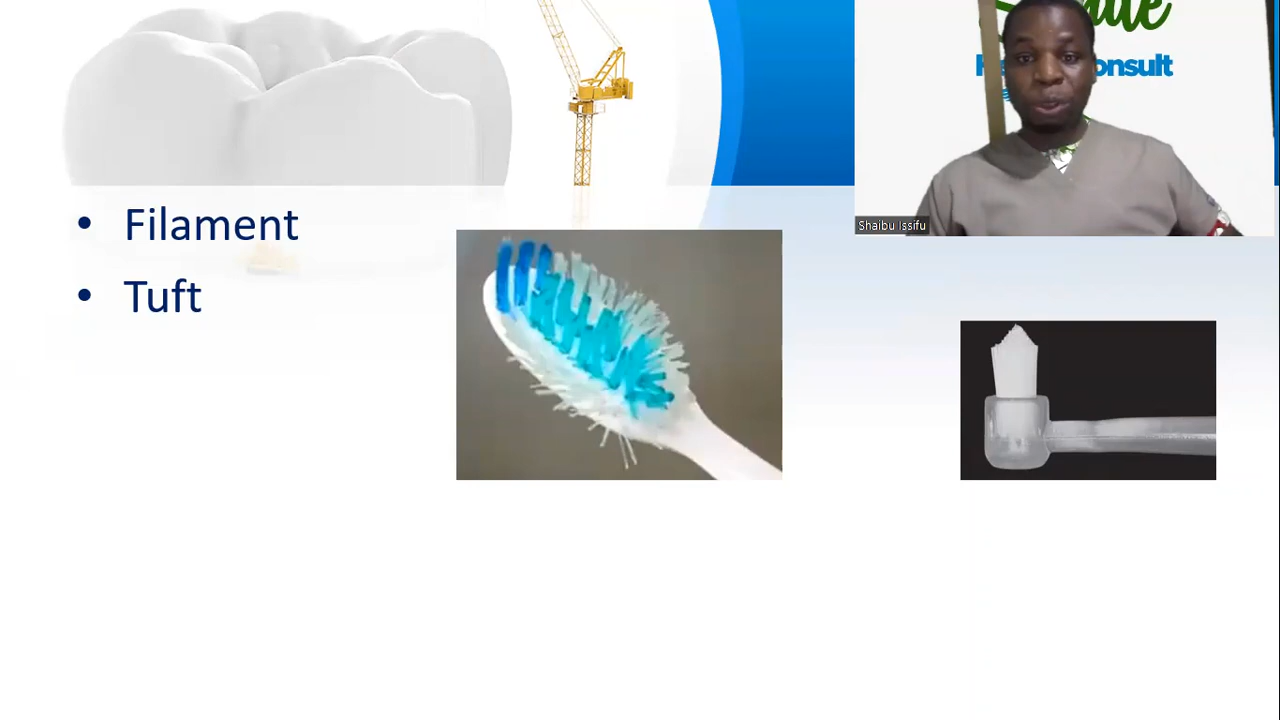 • Filament
• Tuft
onsult
Shaibu Issifu